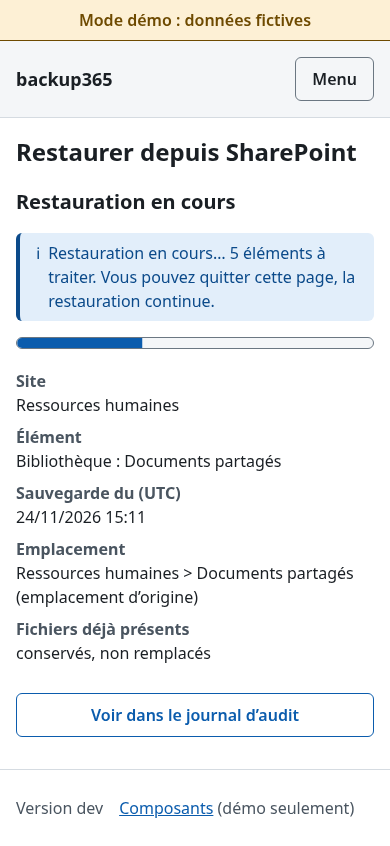 Mode démo : données fictives
backup365
Menu
Restaurer depuis SharePoint
Restauration en cours
i Restauration en cours… 5 éléments à
traiter. Vous pouvez quitter cette page, la
restauration continue.
Site
Ressources humaines
Élément
Bibliothèque : Documents partagés
Sauvegarde du (UTC)
24/11/2026 15:11
Emplacement
Ressources humaines > Documents partagés
(emplacement d’origine)
Fichiers déjà présents
conservés, non remplacés
Voir dans le journal d’audit
Version dev Composants (démo seulement)